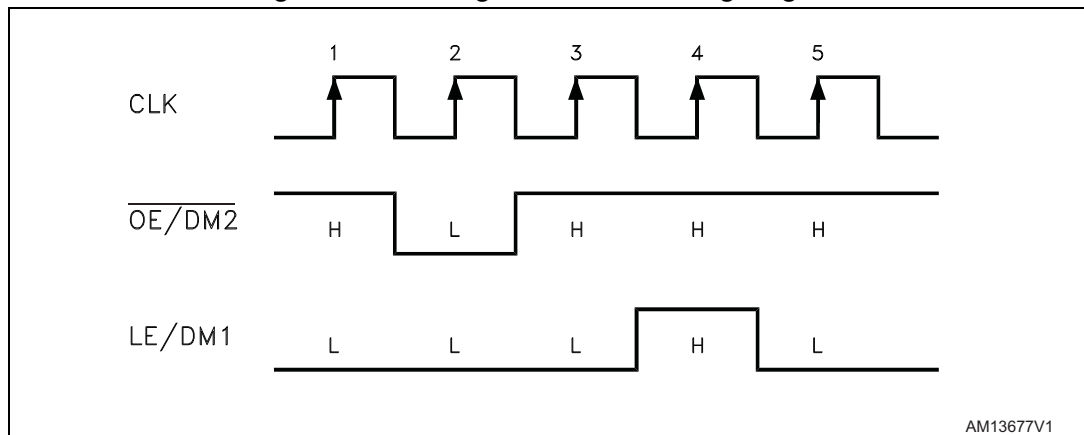 1 2 3 4 5
CLK
OE/DM2
H L H H H
LE/DM1
L L L H L
AM13677V1